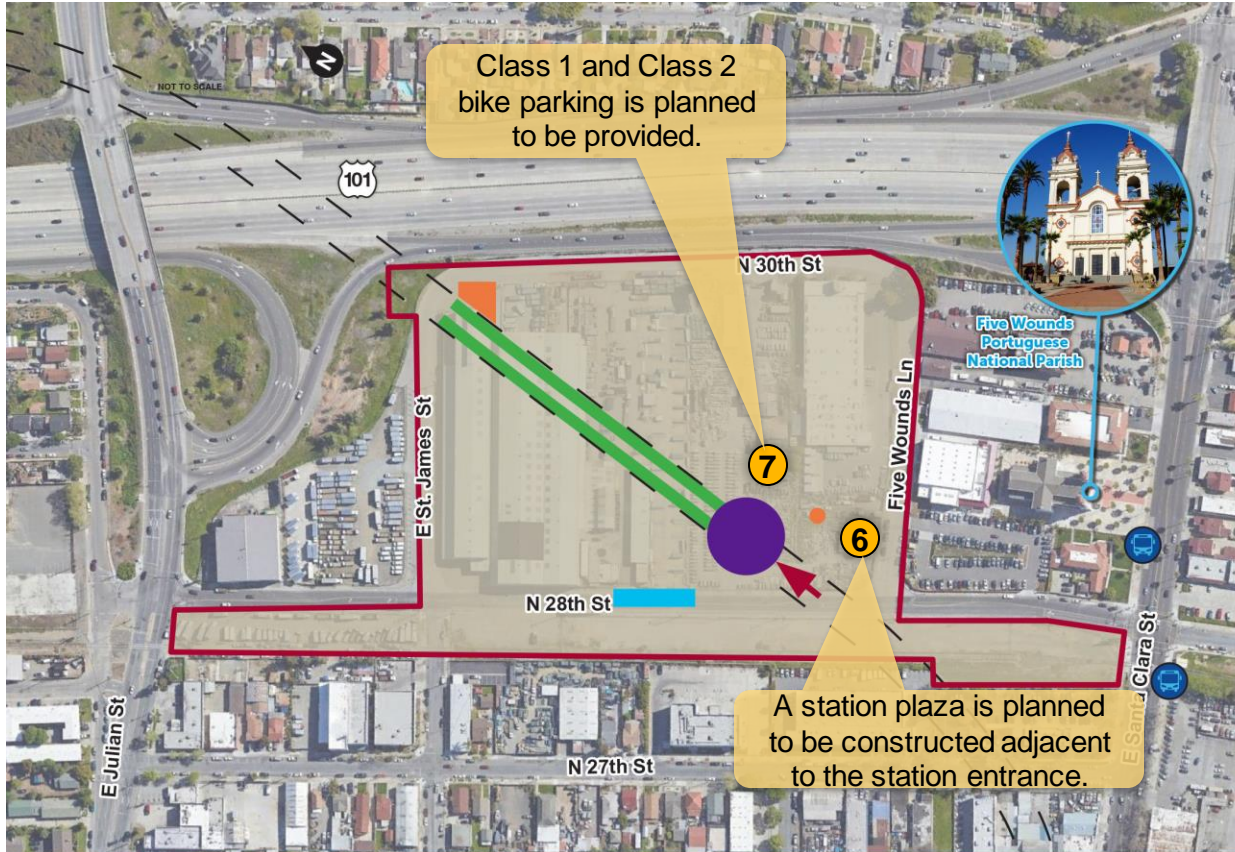 Class 1 and Class 2
bike parking is planned
to be provided.
N
NOT TO SCALE
101
N 30th St
Five Wounds
Portuguese
National Parish
E St. James St
Five Wounds Ln
7
6
N 28th St
E Julian St
E Santa Clara St
A station plaza is planned
to be constructed adjacent
to the station entrance.
N 27th St